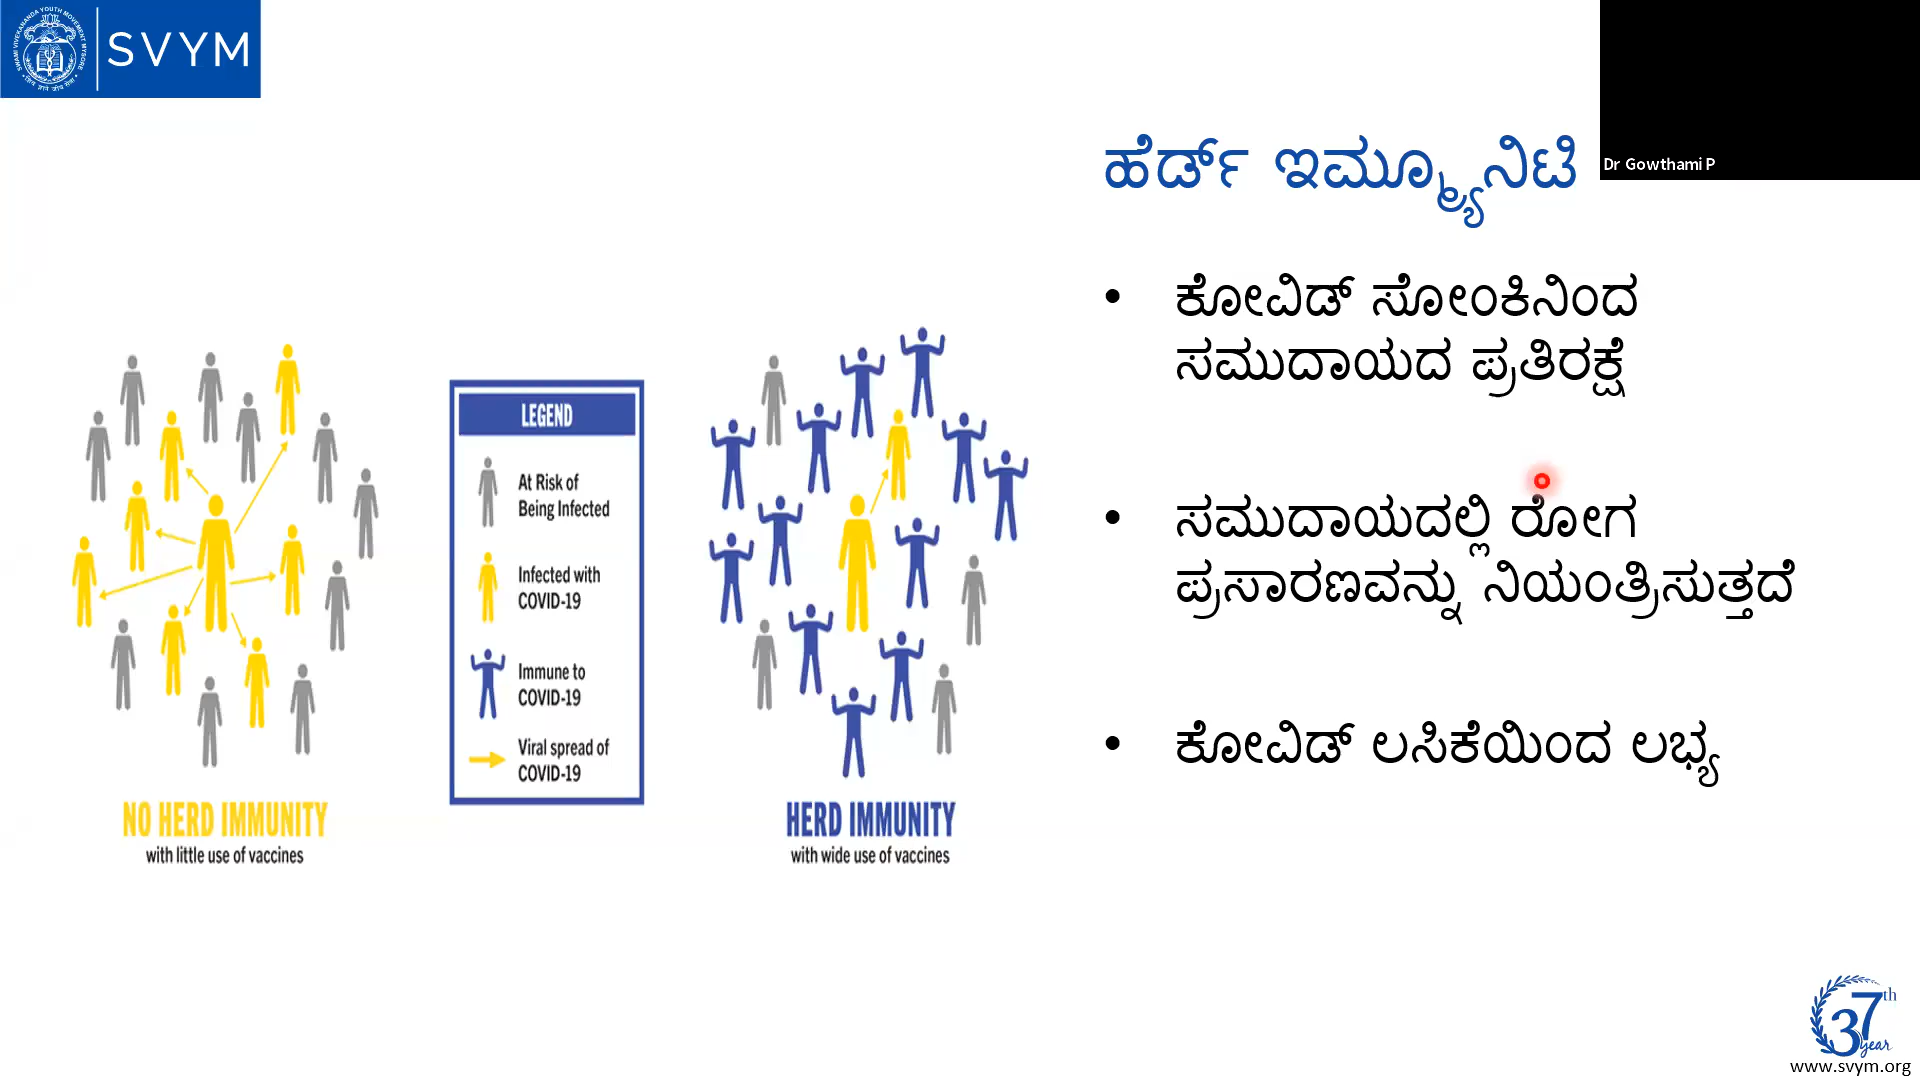 SVYM
Dr Gowthami P
ಹೆರ್ಡ್ ಇಮ್ಮ್ಯೂನಿಟಿ
• ಕೋವಿಡ್ ಸೋಂಕಿನಿಂದ
ಸಮುದಾಯದ ಪ್ರತಿರಕ್ಷೆ
• ಸಮುದಾಯದಲ್ಲಿ ರೋಗ
ಪ್ರಸಾರಣವನ್ನು ನಿಯಂತ್ರಿಸುತ್ತದೆ
• ಕೋವಿಡ್ ಲಸಿಕೆಯಿಂದ ಲಭ್ಯ
LEGEND
At Risk of
Being Infected
Infected with
COVID-19
Immune to
COVID-19
Viral spread of
COVID-19
NO HERD IMMUNITY
with little use of vaccines
HERD IMMUNITY
with wide use of vaccines
37th
year
www.svym.org